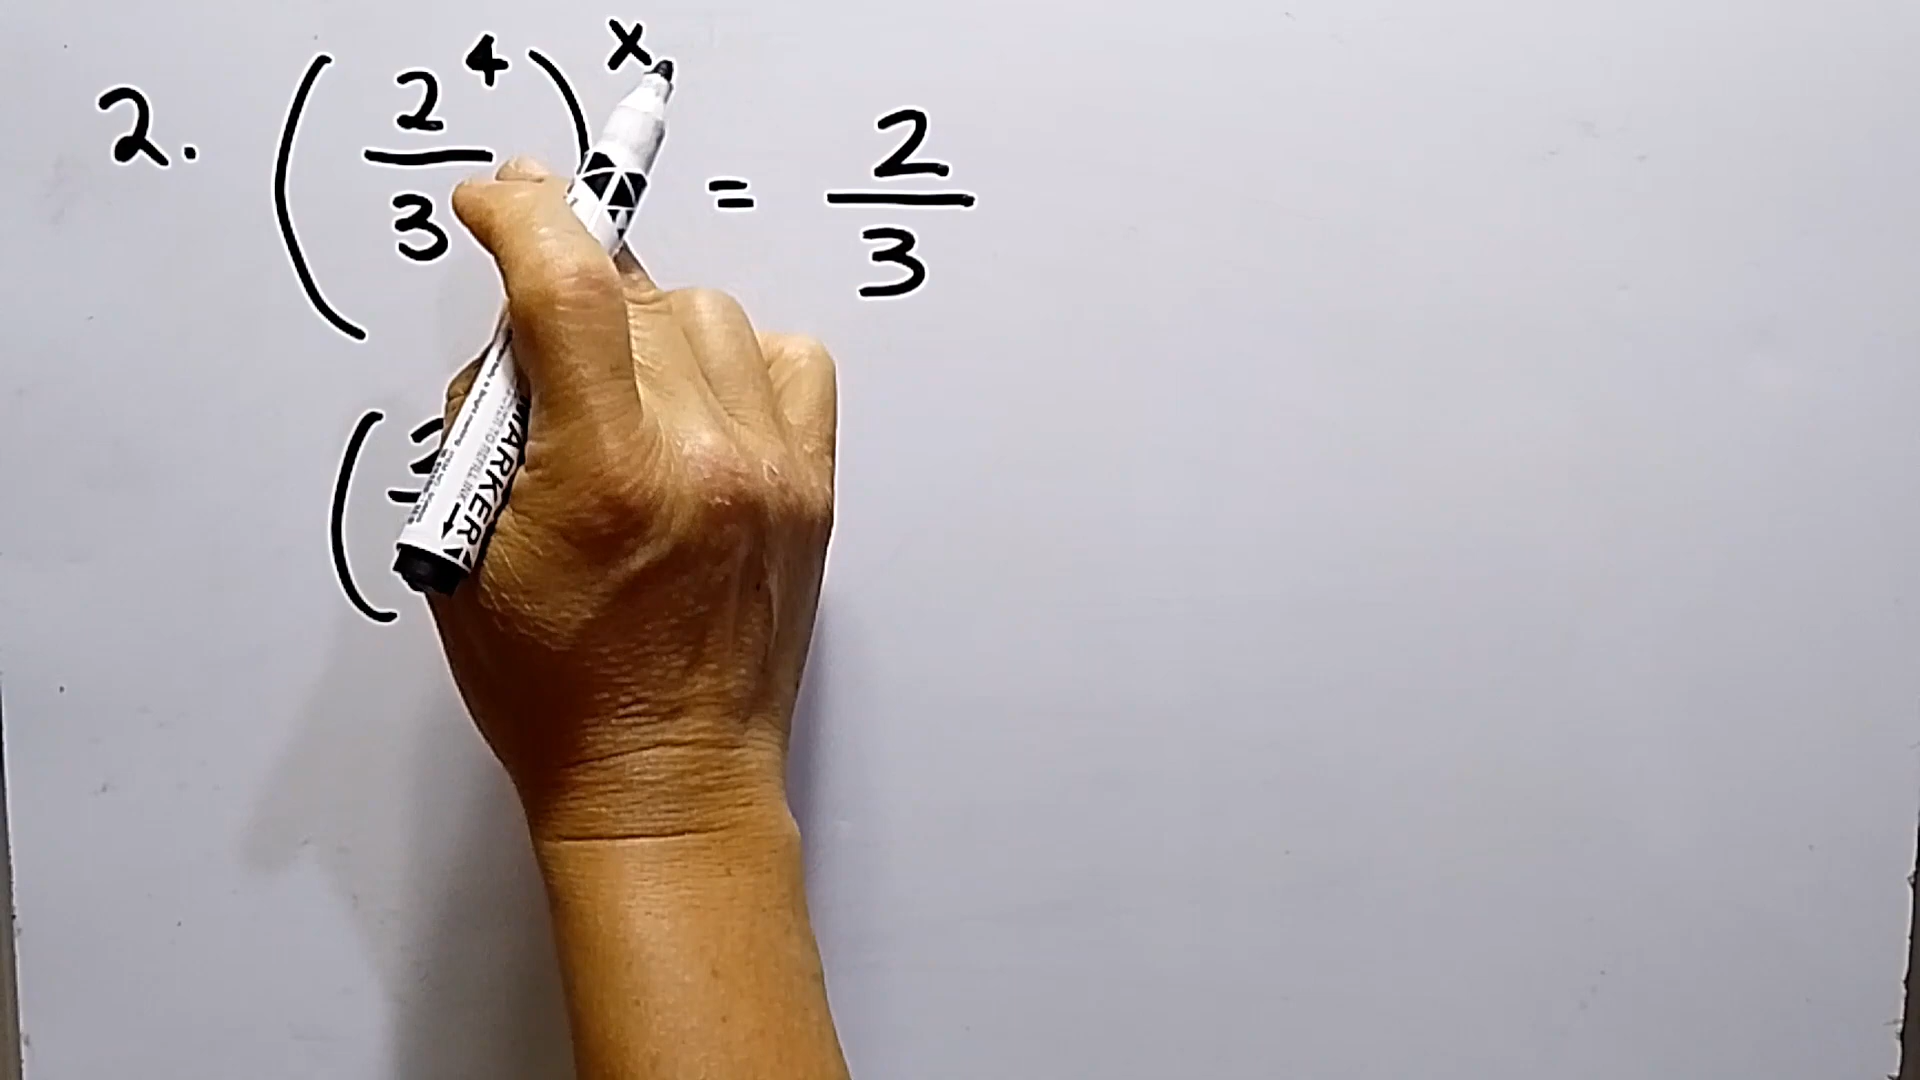 2. (2⁴/3)ˣ = 2/3
(
MARKER